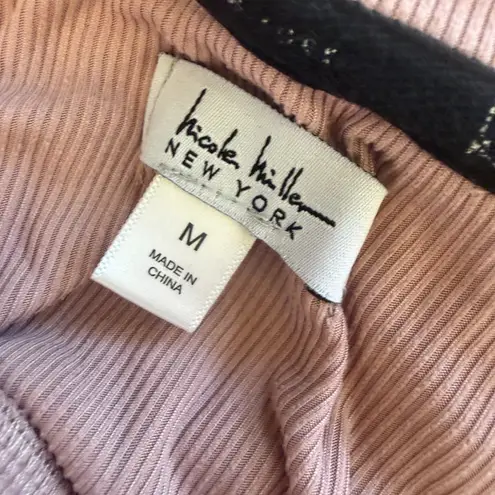 Nicole Miller
NEW YORK
M
MADE IN
CHINA